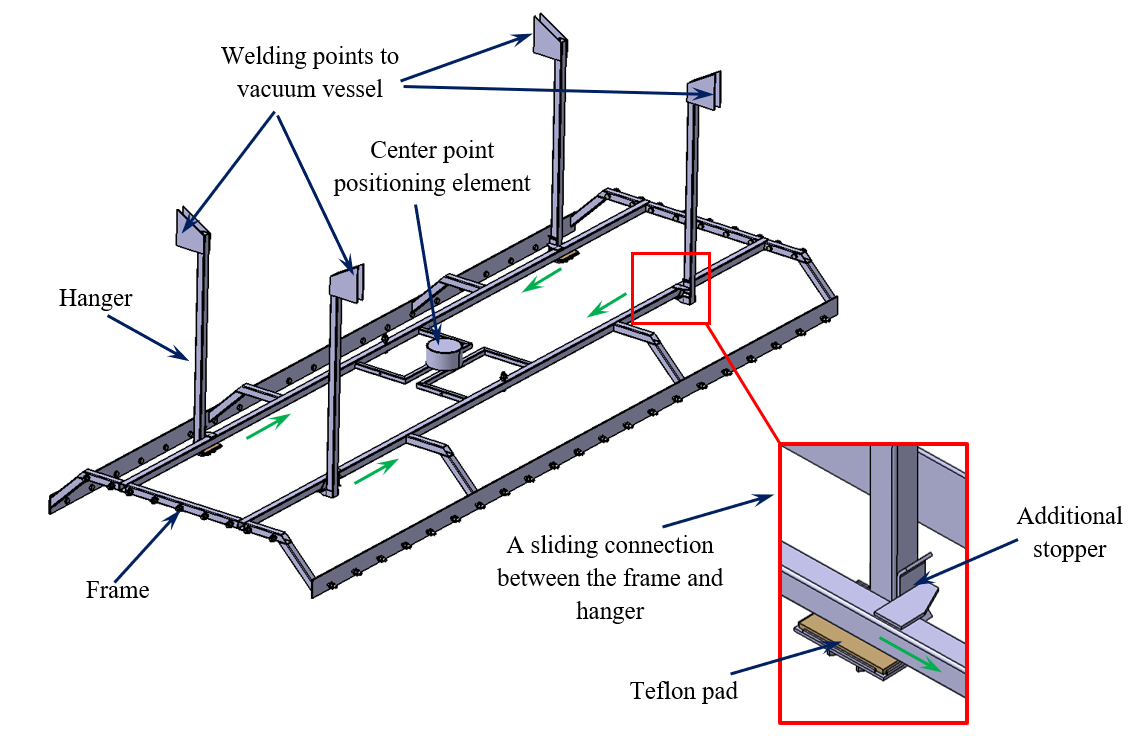 Welding points to
vacuum vessel
Center point
positioning element
Hanger
Frame
A sliding connection
between the frame and
hanger
Additional
stopper
Teflon pad